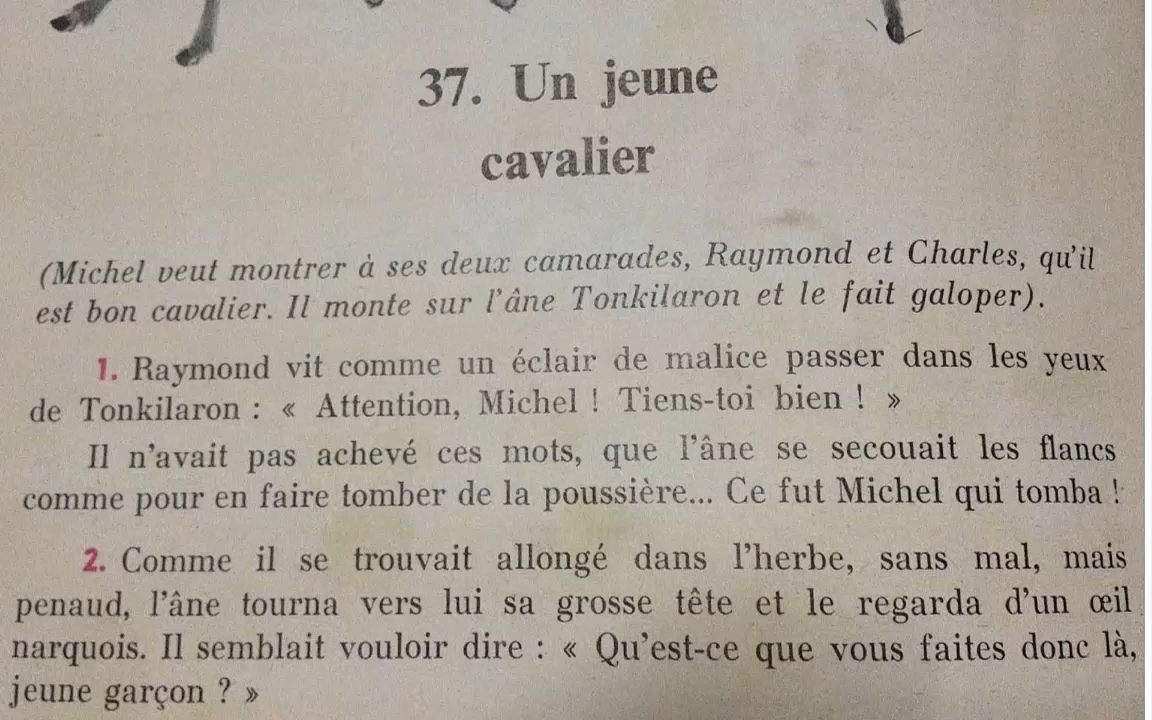 37. Un jeune
cavalier
(Michel veut montrer à ses deux camarades, Raymond et Charles, qu'il
est bon cavalier. Il monte sur l'âne Tonkilaron et le fait galoper).
1. Raymond vit comme un éclair de malice passer dans les yeux
de Tonkilaron : « Attention, Michel ! Tiens-toi bien ! »
Il n'avait pas achevé ces mots, que l'âne se secouait les flancs
comme pour en faire tomber de la poussière... Ce fut Michel qui tomba !
2. Comme il se trouvait allongé dans l'herbe, sans mal, mais
penaud, l'âne tourna vers lui sa grosse tête et le regarda d'un œil
narquois. Il semblait vouloir dire : « Qu'est-ce que vous faites donc là,
jeune garçon ? »